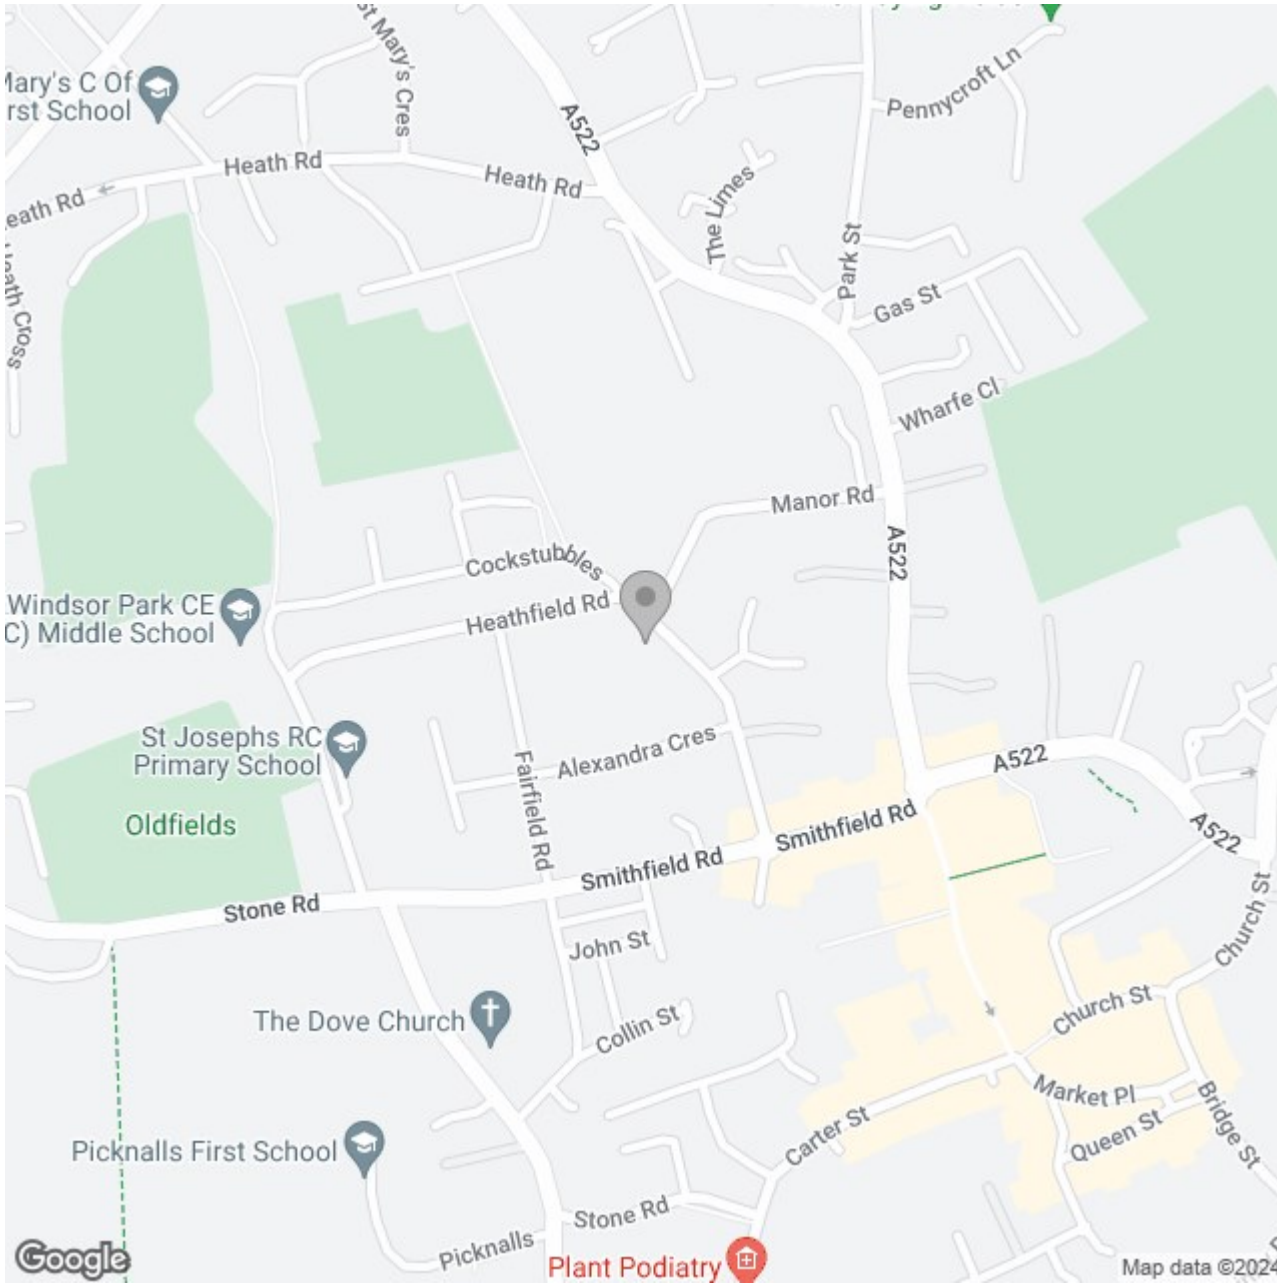 Mary's C Of
rst School
St Mary's Cres
A522
Pennycroft Ln
Heath Rd
Heath Rd
eath Rd
The Limes
Park St
Gas St
Wharfe Cl
Manor Rd
A522
Cockstubbles
Heathfield Rd
Windsor Park CE
C) Middle School
St Josephs RC
Primary School
Alexandra Cres
Fairfield Rd
A522
Oldfields
Smithfield Rd
Smithfield Rd
A522
Stone Rd
Church St
John St
The Dove Church
Collin St
Church St
Market Pl
Carter St
Queen St
Bridge St
Picknalls First School
Stone Rd
Picknalls
Plant Podiatry
Google
Map data ©2024